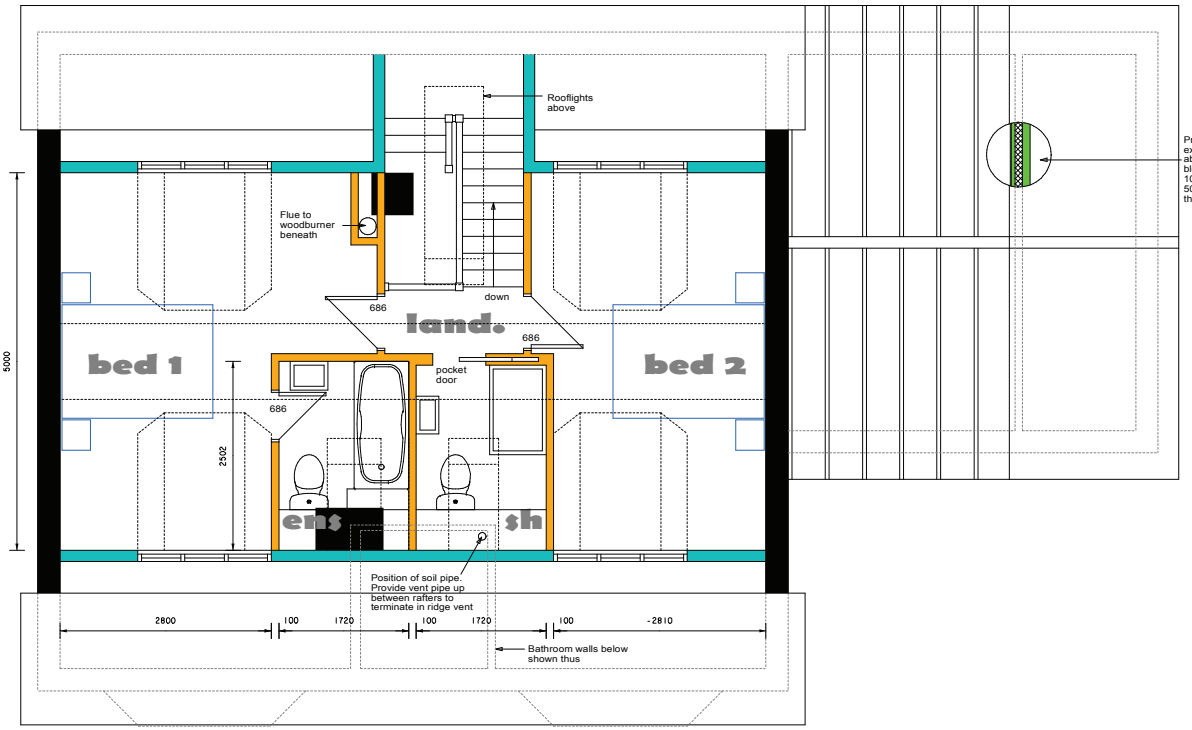 Rooflights
above
Flue to
woodburner
beneath
5000
686
down
land.
686
bed 1
bed 2
pocket
door
686
2502
ens
sh
Position of soil pipe.
Provide vent pipe up
between rafters to
terminate in ridge vent
2800
100
1720
100
1720
100
-2810
Bathroom walls below
shown thus